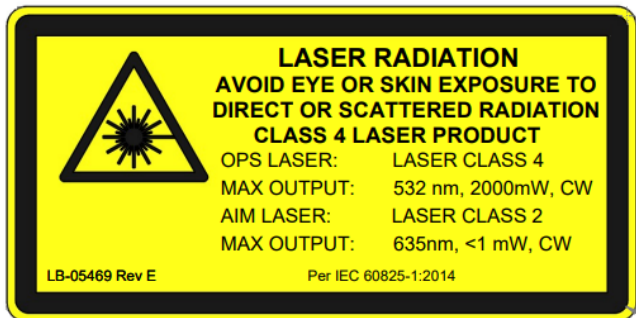 LASER RADIATION
AVOID EYE OR SKIN EXPOSURE TO
DIRECT OR SCATTERED RADIATION
CLASS 4 LASER PRODUCT
OPS LASER: LASER CLASS 4
MAX OUTPUT: 532 nm, 2000mW, CW
AIM LASER: LASER CLASS 2
MAX OUTPUT: 635nm, <1 mW, CW
LB-05469 Rev E Per IEC 60825-1:2014